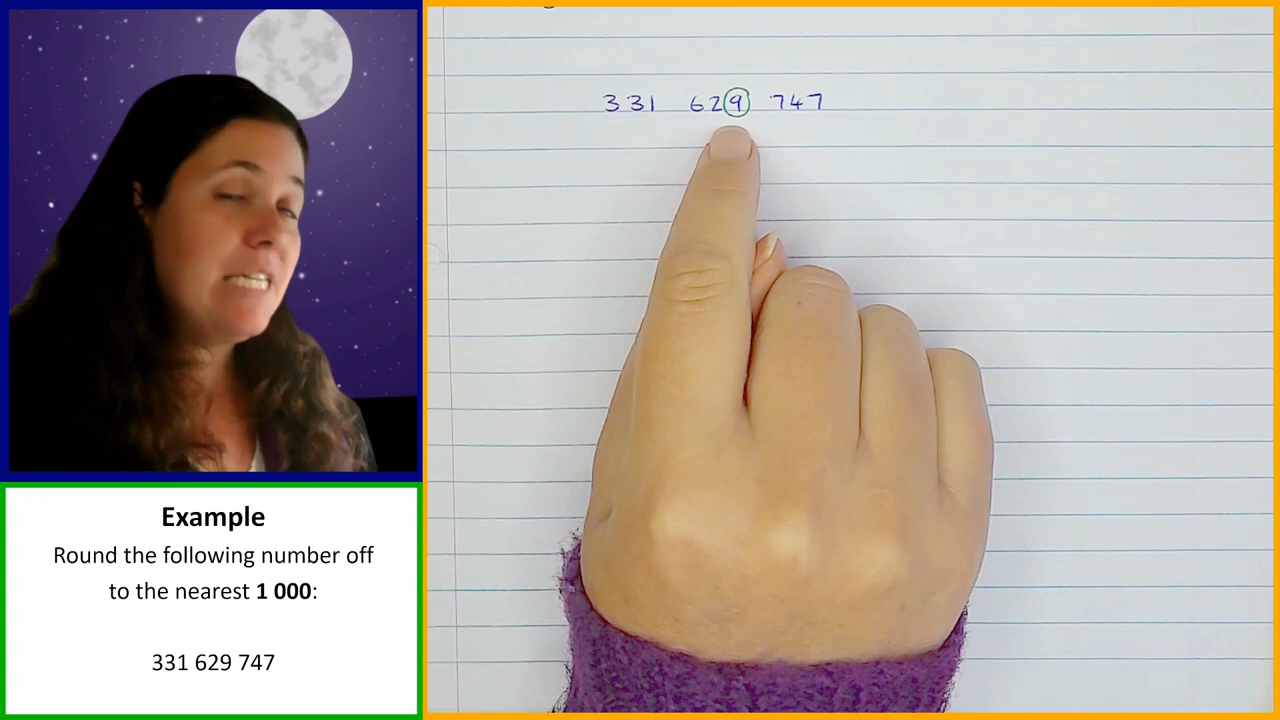 331 629 747
Example
Round the following number off
to the nearest 1 000:
331 629 747